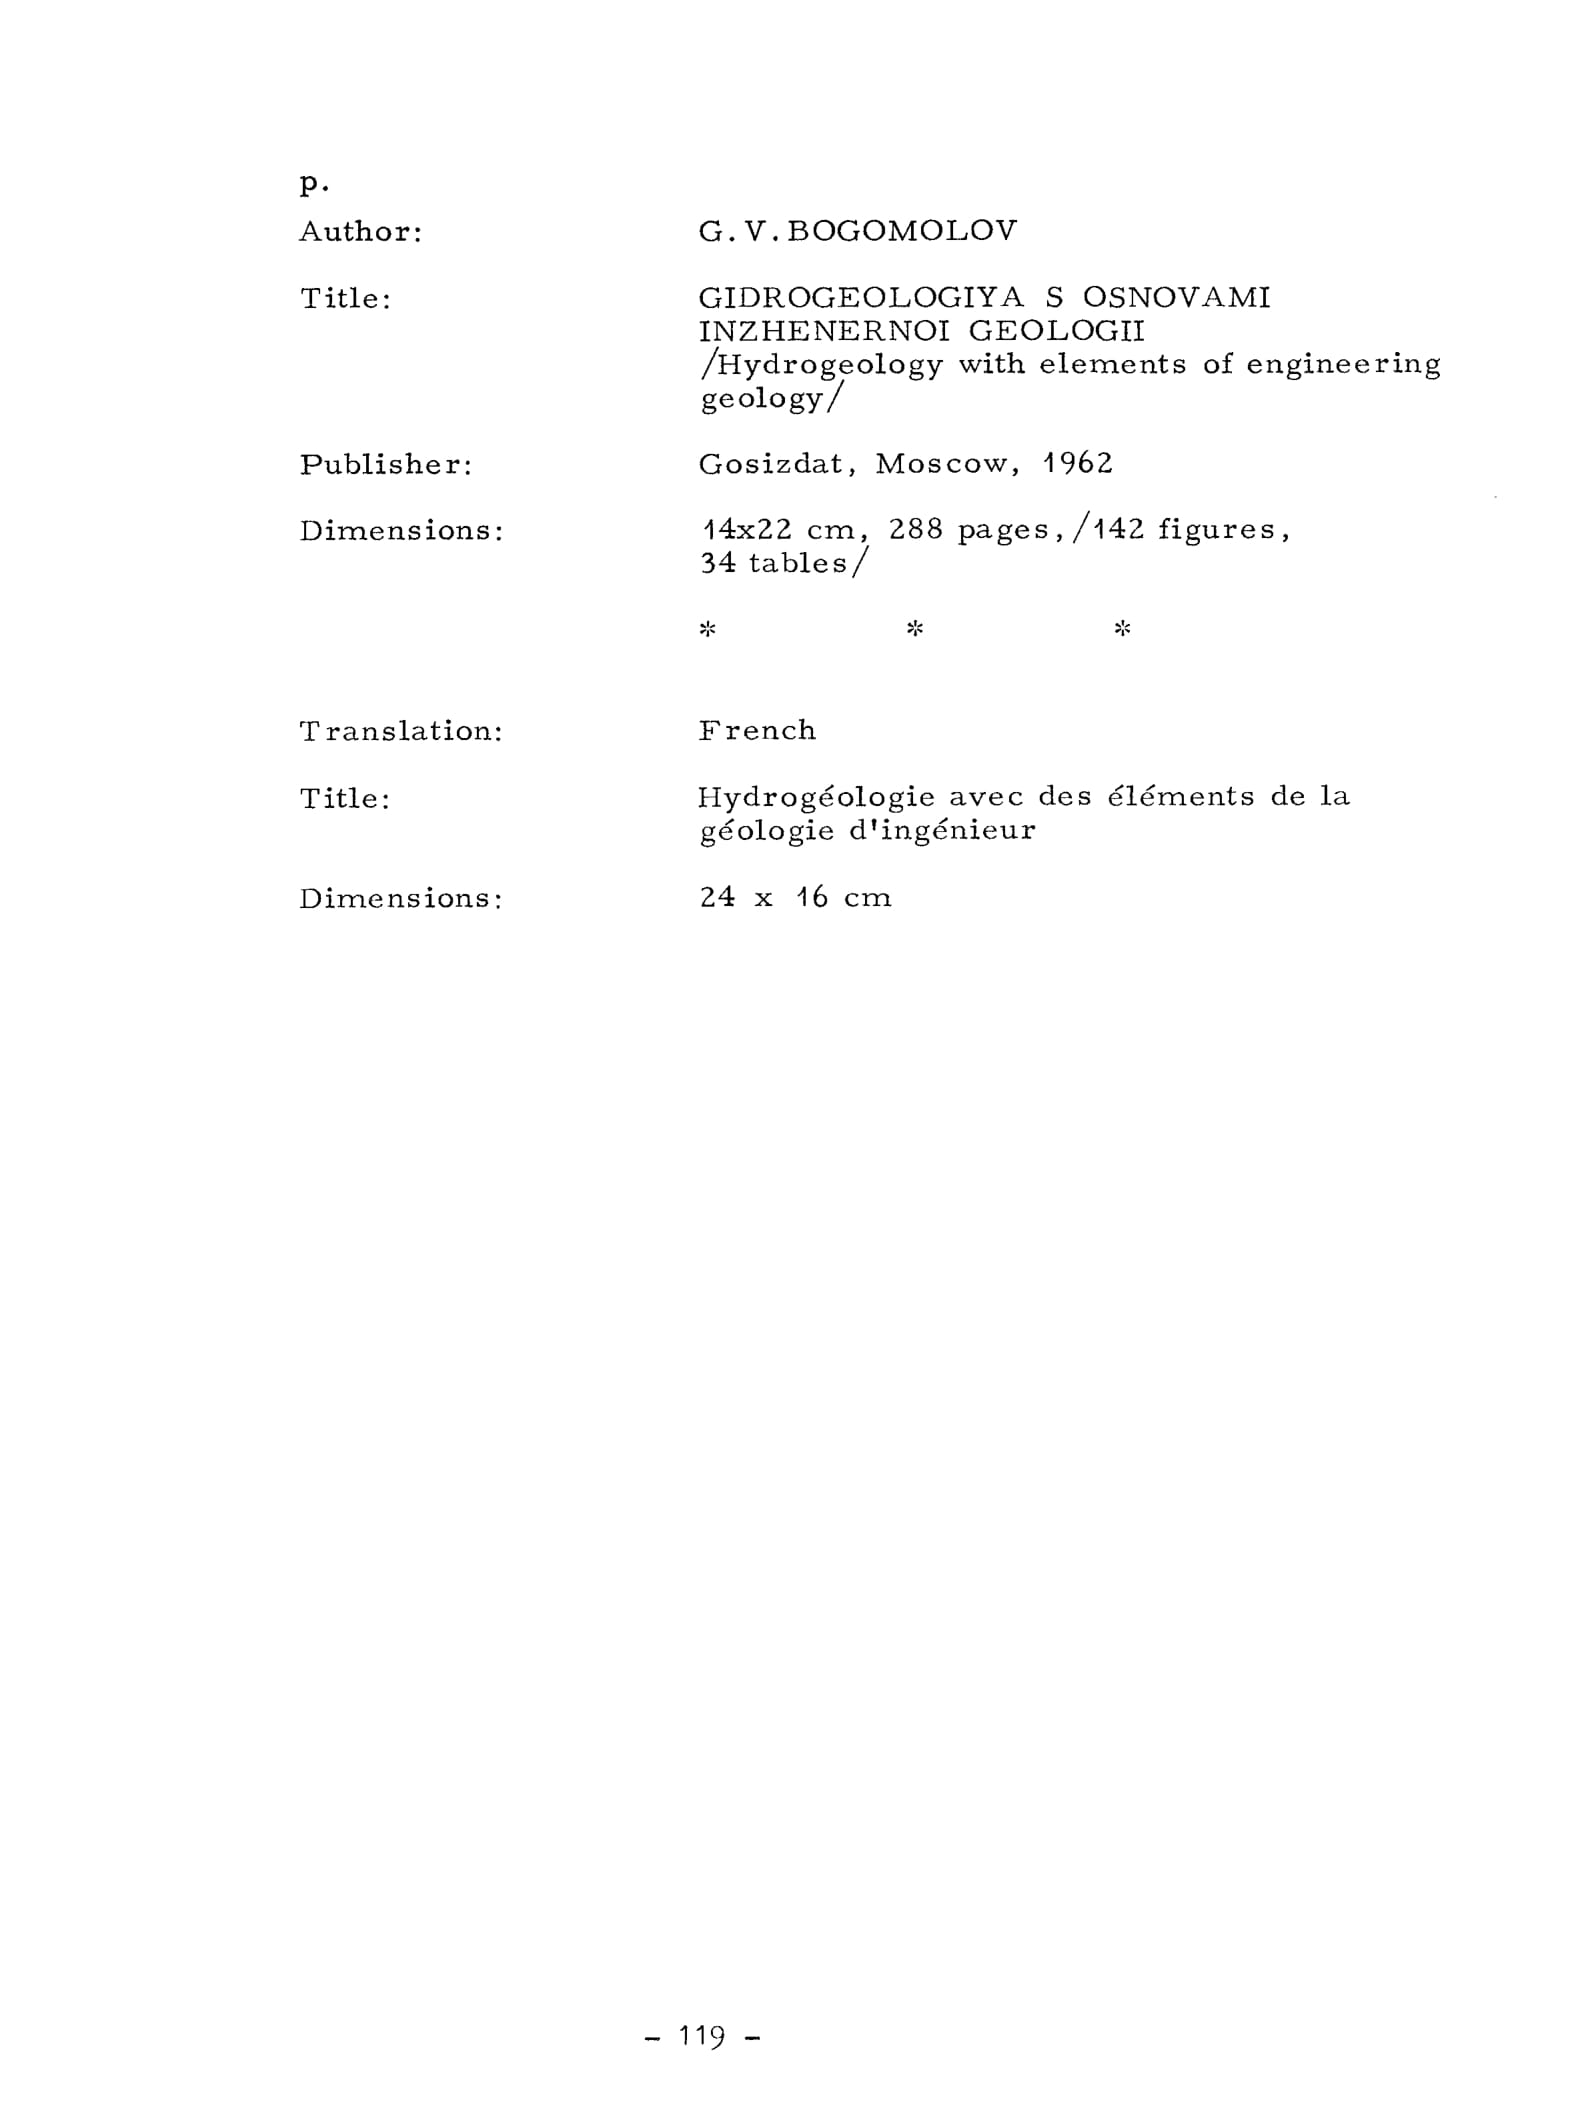 p.
Author: G.V.BOGOMOLOV
Title: GIDROGEOLOGIYA S OSNOVAMI
INZHENERNOI GEOLOGII
/Hydrogeology with elements of engineering
geology/
Publisher: Gosizdat, Moscow, 1962
Dimensions: 14x22 cm, 288 pages,/142 figures,
34 tables/
* * *
Translation: French
Title: Hydrogéologie avec des éléments de la
géologie d'ingénieur
Dimensions: 24 x 16 cm
- 119 -